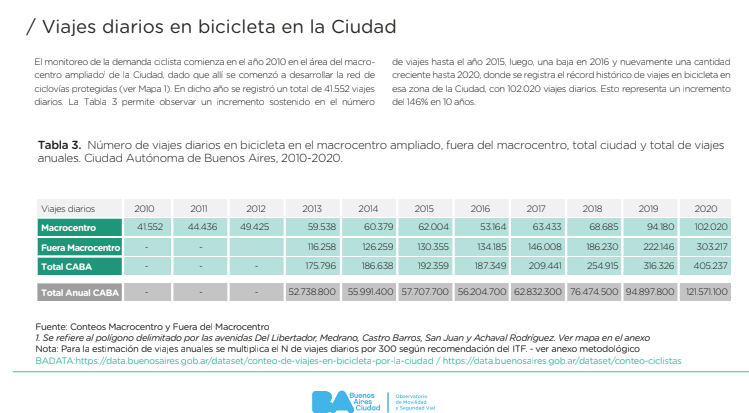 / Viajes diarios en bicicleta en la Ciudad
El monitoreo de la demanda ciclista comienza en el año 2010 en el área del macro-
centro ampliado¹ de la Ciudad, dado que allí se comenzó a desarrollar la red de
ciclovías protegidas (ver Mapa 1). En dicho año se registró un total de 41.552 viajes
diarios. La Tabla 3 permite observar un incremento sostenido en el número
de viajes hasta el año 2015, luego, una baja en 2016 y nuevamente una cantidad
creciente hasta 2020, donde se registra el récord histórico de viajes en bicicleta en
esa zona de la Ciudad, con 102.020 viajes diarios. Esto representa un incremento
del 146% en 10 años.
Tabla 3. Número de viajes diarios en bicicleta en el macrocentro ampliado, fuera del macrocentro, total ciudad y total de viajes
anuales. Ciudad Autónoma de Buenos Aires, 2010-2020.
Viajes diarios 2010 2011 2012 2013 2014 2015 2016 2017 2018 2019 2020
Macrocentro 41.552 44.436 49.425 59.538 60.379 62.004 53.164 63.433 68.685 94.180 102.020
Fuera Macrocentro - - 116.258 126.259 130.355 134.185 146.008 186.230 222.146 303.217
Total CABA - - - 175.796 186.638 192.359 187.349 209.441 254.915 316.326 405.237
Total Anual CABA - - - 52.738.800 55.991.400 57.707.700 56.204.700 62.832.300 76.474.500 94.897.800 121.571.100
Fuente: Conteos Macrocentro y Fuera del Macrocentro
1. Se refiere al polígono delimitado por las avenidas Del Libertador, Medrano, Castro Barros, San Juan y Achaval Rodríguez. Ver mapa en el anexo
Nota: Para la estimación de viajes anuales se multiplica el N de viajes diarios por 300 según recomendación del ITF. - ver anexo metodológico
BADATA:https://data.buenosaires.gob.ar/dataset/conteo-de-viajes-en-bicicleta-por-la-ciudad / https://data.buenosaires.gob.ar/dataset/conteo-ciclistas
BA Buenos
Aires
Ciudad
Observatorio
de Movilidad
y Seguridad Vial